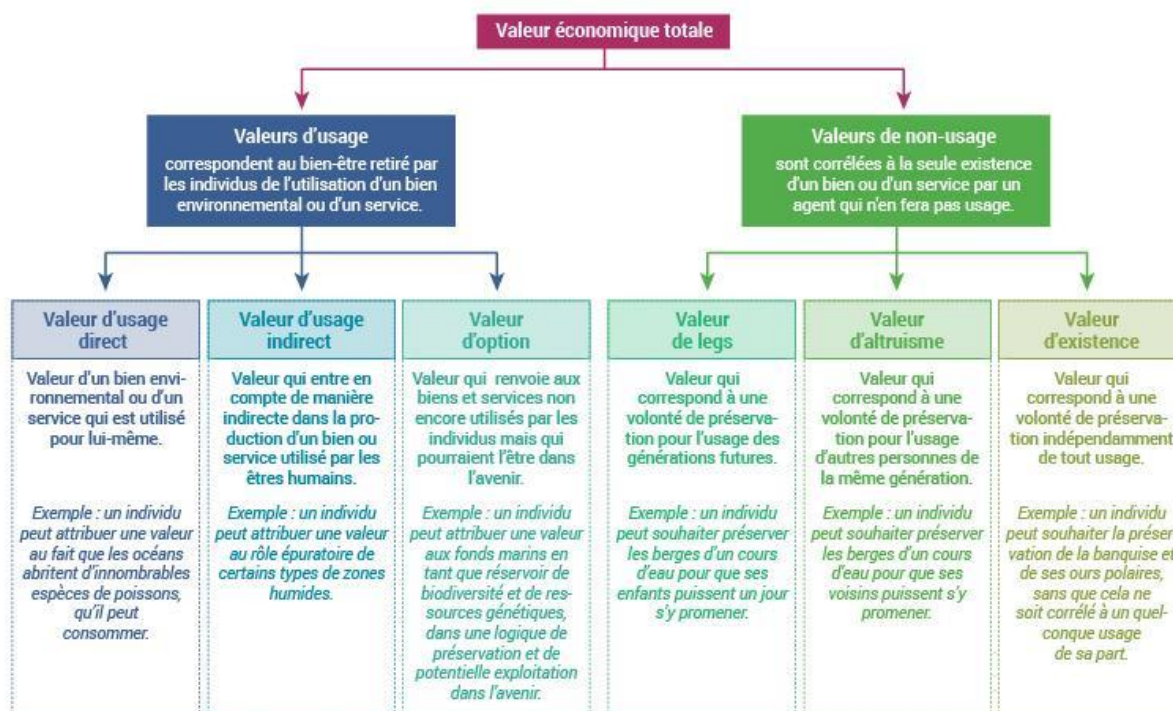 Valeur économique totale
Valeurs d'usage
correspondent au bien-être retiré par
les individus de l'utilisation d'un bien
environnemental ou d'un service.
Valeurs de non-usage
sont corrélées à la seule existence
d'un bien ou d'un service par un
agent qui n'en fera pas usage.
Valeur d'usage
direct
Valeur d'un bien envi-
ronnemental ou d'un
service qui est utilisé
pour lui-même.
Exemple : un individu
peut attribuer une valeur
au fait que les océans
abritent d'innombrables
espèces de poissons,
qu'il peut
consommer.
Valeur d'usage
indirect
Valeur qui entre en
compte de manière
indirecte dans la pro-
duction d'un bien ou
service utilisé par les
êtres humains.
Exemple : un individu
peut attribuer une valeur
au rôle épuratoire de
certains types de zones
humides.
Valeur
d'option
Valeur qui renvoie aux
biens et services non
encore utilisés par les
individus mais qui
pourraient l'être dans
l'avenir.
Exemple : un individu
peut attribuer une valeur
aux fonds marins en
tant que réservoir de
biodiversité et de res-
sources génétiques,
dans une logique de
préservation et de
potentielle exploitation
dans l'avenir.
Valeur
de legs
Valeur qui
correspond à une
volonté de préser-
vation pour l'usage des
générations futures.
Exemple : un individu
peut souhaiter préserver
les berges d'un cours
d'eau pour que ses
enfants puissent un jour
s'y promener.
Valeur
d'altruisme
Valeur qui
correspond à une
volonté de préser-
vation pour l'usage
d'autres personnes de
la même génération.
Exemple : un individu
peut souhaiter préserver
les berges d'un cours
d'eau pour que ses
voisins puissent s'y
promener.
Valeur
d'existence
Valeur qui
correspond à une
volonté de préser-
vation indépendamment
de tout usage.
Exemple : un individu
peut souhaiter la préser
vation de la banquise et
de ses ours polaires,
sans que cela ne
soit corrélé à un quel-
conque usage
de sa part.